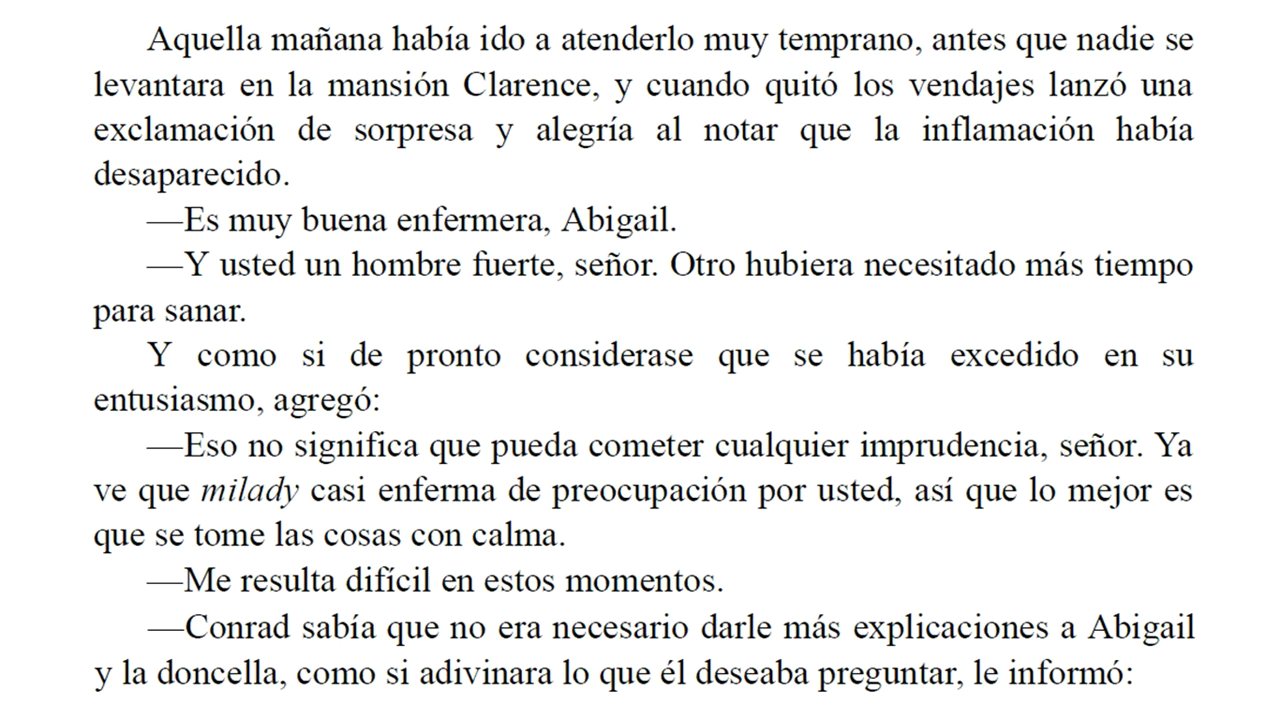 Aquella mañana había ido a atenderlo muy temprano, antes que nadie se
levantara en la mansión Clarence, y cuando quitó los vendajes lanzó una
exclamación de sorpresa y alegría al notar que la inflamación había
desaparecido.
—Es muy buena enfermera, Abigail.
—Y usted un hombre fuerte, señor. Otro hubiera necesitado más tiempo
para sanar.
Y como si de pronto considerase que se había excedido en su
entusiasmo, agregó:
—Eso no significa que pueda cometer cualquier imprudencia, señor. Ya
ve que milady casi enferma de preocupación por usted, así que lo mejor es
que se tome las cosas con calma.
—Me resulta difícil en estos momentos.
—Conrad sabía que no era necesario darle más explicaciones a Abigail
y la doncella, como si adivinara lo que él deseaba preguntar, le informó: